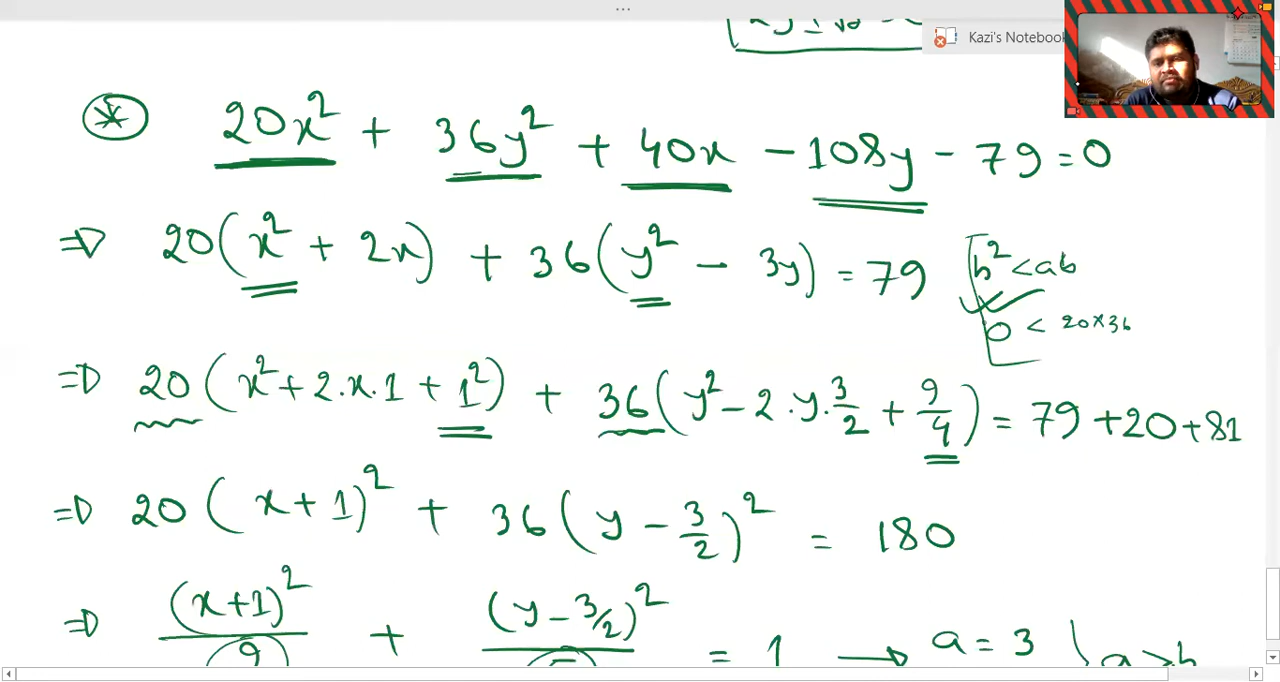 Kazi's Notebook
20x² + 36y² + 40x - 108y - 79 = 0
⇒ 20(x² + 2x) + 36(y² - 3y) = 79
h² < ab
0 < 20×36
⇒ 20(x² + 2.x.1 + 1²) + 36(y² - 2.y.3/2 + 9/4) = 79 + 20 + 81
⇒ 20(x+1)² + 36(y - 3/2)² = 180
⇒ (x+1)²/9 + (y - 3/2)²/5 = 1 → a = 3
a > b